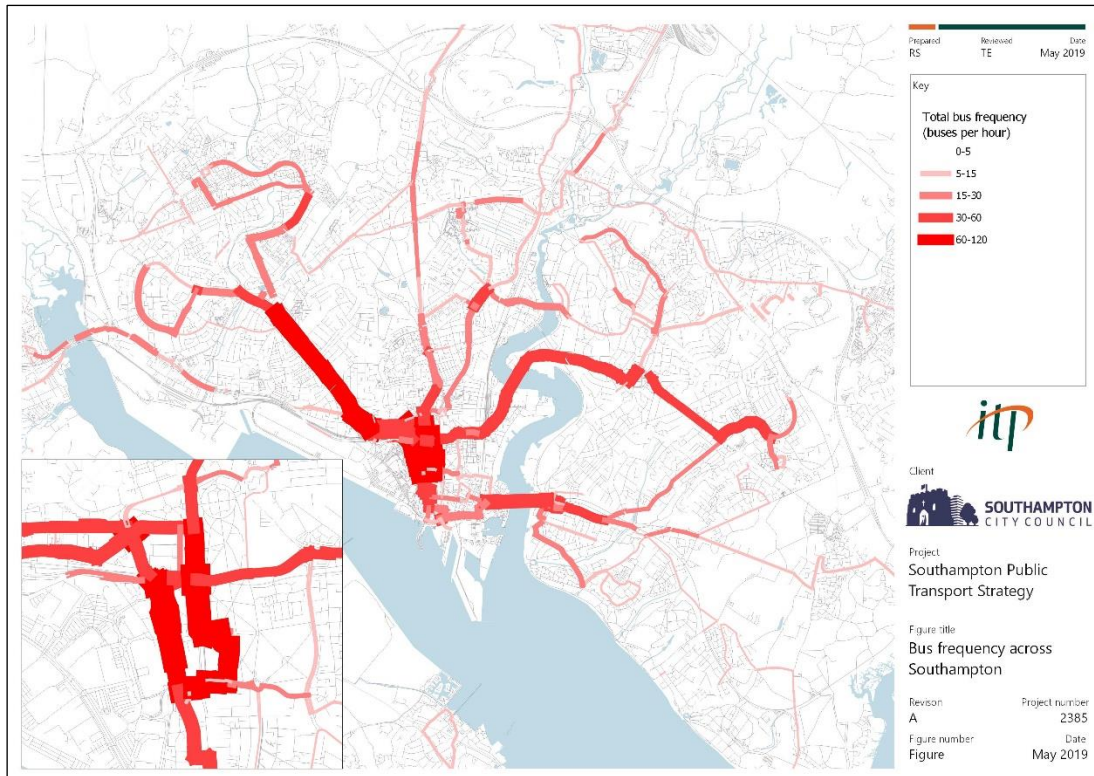 Prepared
Reviewed
Date
RS
TE
May 2019
Key
Total bus frequency
(buses per hour)
0-5
5-15
15-30
30-60
60-120
itp
Client
SOUTHAMPTON
CITY COUNCIL
Project
Southampton Public
Transport Strategy
Figure title
Bus frequency across
Southampton
Revison
Project number
A
2385
Figure number
Date
Figure
May 2019